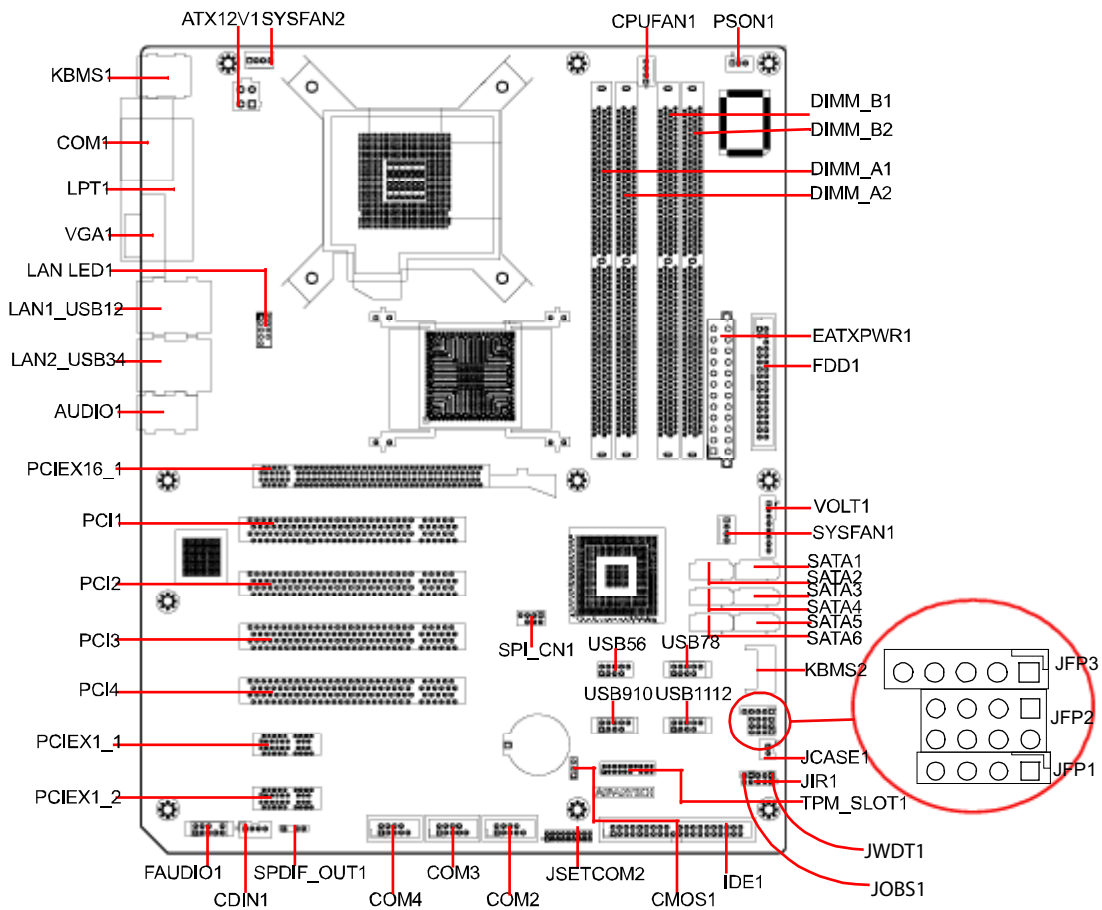 ATX12V1
SYSFAN2
CPUFAN1
PSON1
KBMS1
COM1
LPT1
VGA1
LAN LED1
LAN1_USB12
LAN2_USB34
AUDIO1
PCIEX16_1
PCI1
PCI2
PCI3
PCI4
PCIEX1_1
PCIEX1_2
DIMM_B1
DIMM_B2
DIMM_A1
DIMM_A2
EATXPWR1
FDD1
VOLT1
SYSFAN1
SATA1
SATA2
SATA3
SATA4
SATA5
SATA6
SPI_CN1
USB56
USB78
KBMS2
USB910
USB1112
JFP3
JFP2
JFP1
JCASE1
JIR1
TPM_SLOT1
JWDT1
JOBS1
FAUDIO1
CDIN1
SPDIF_OUT1
COM4
COM3
COM2
JSETCOM2
CMOS1
IDE1